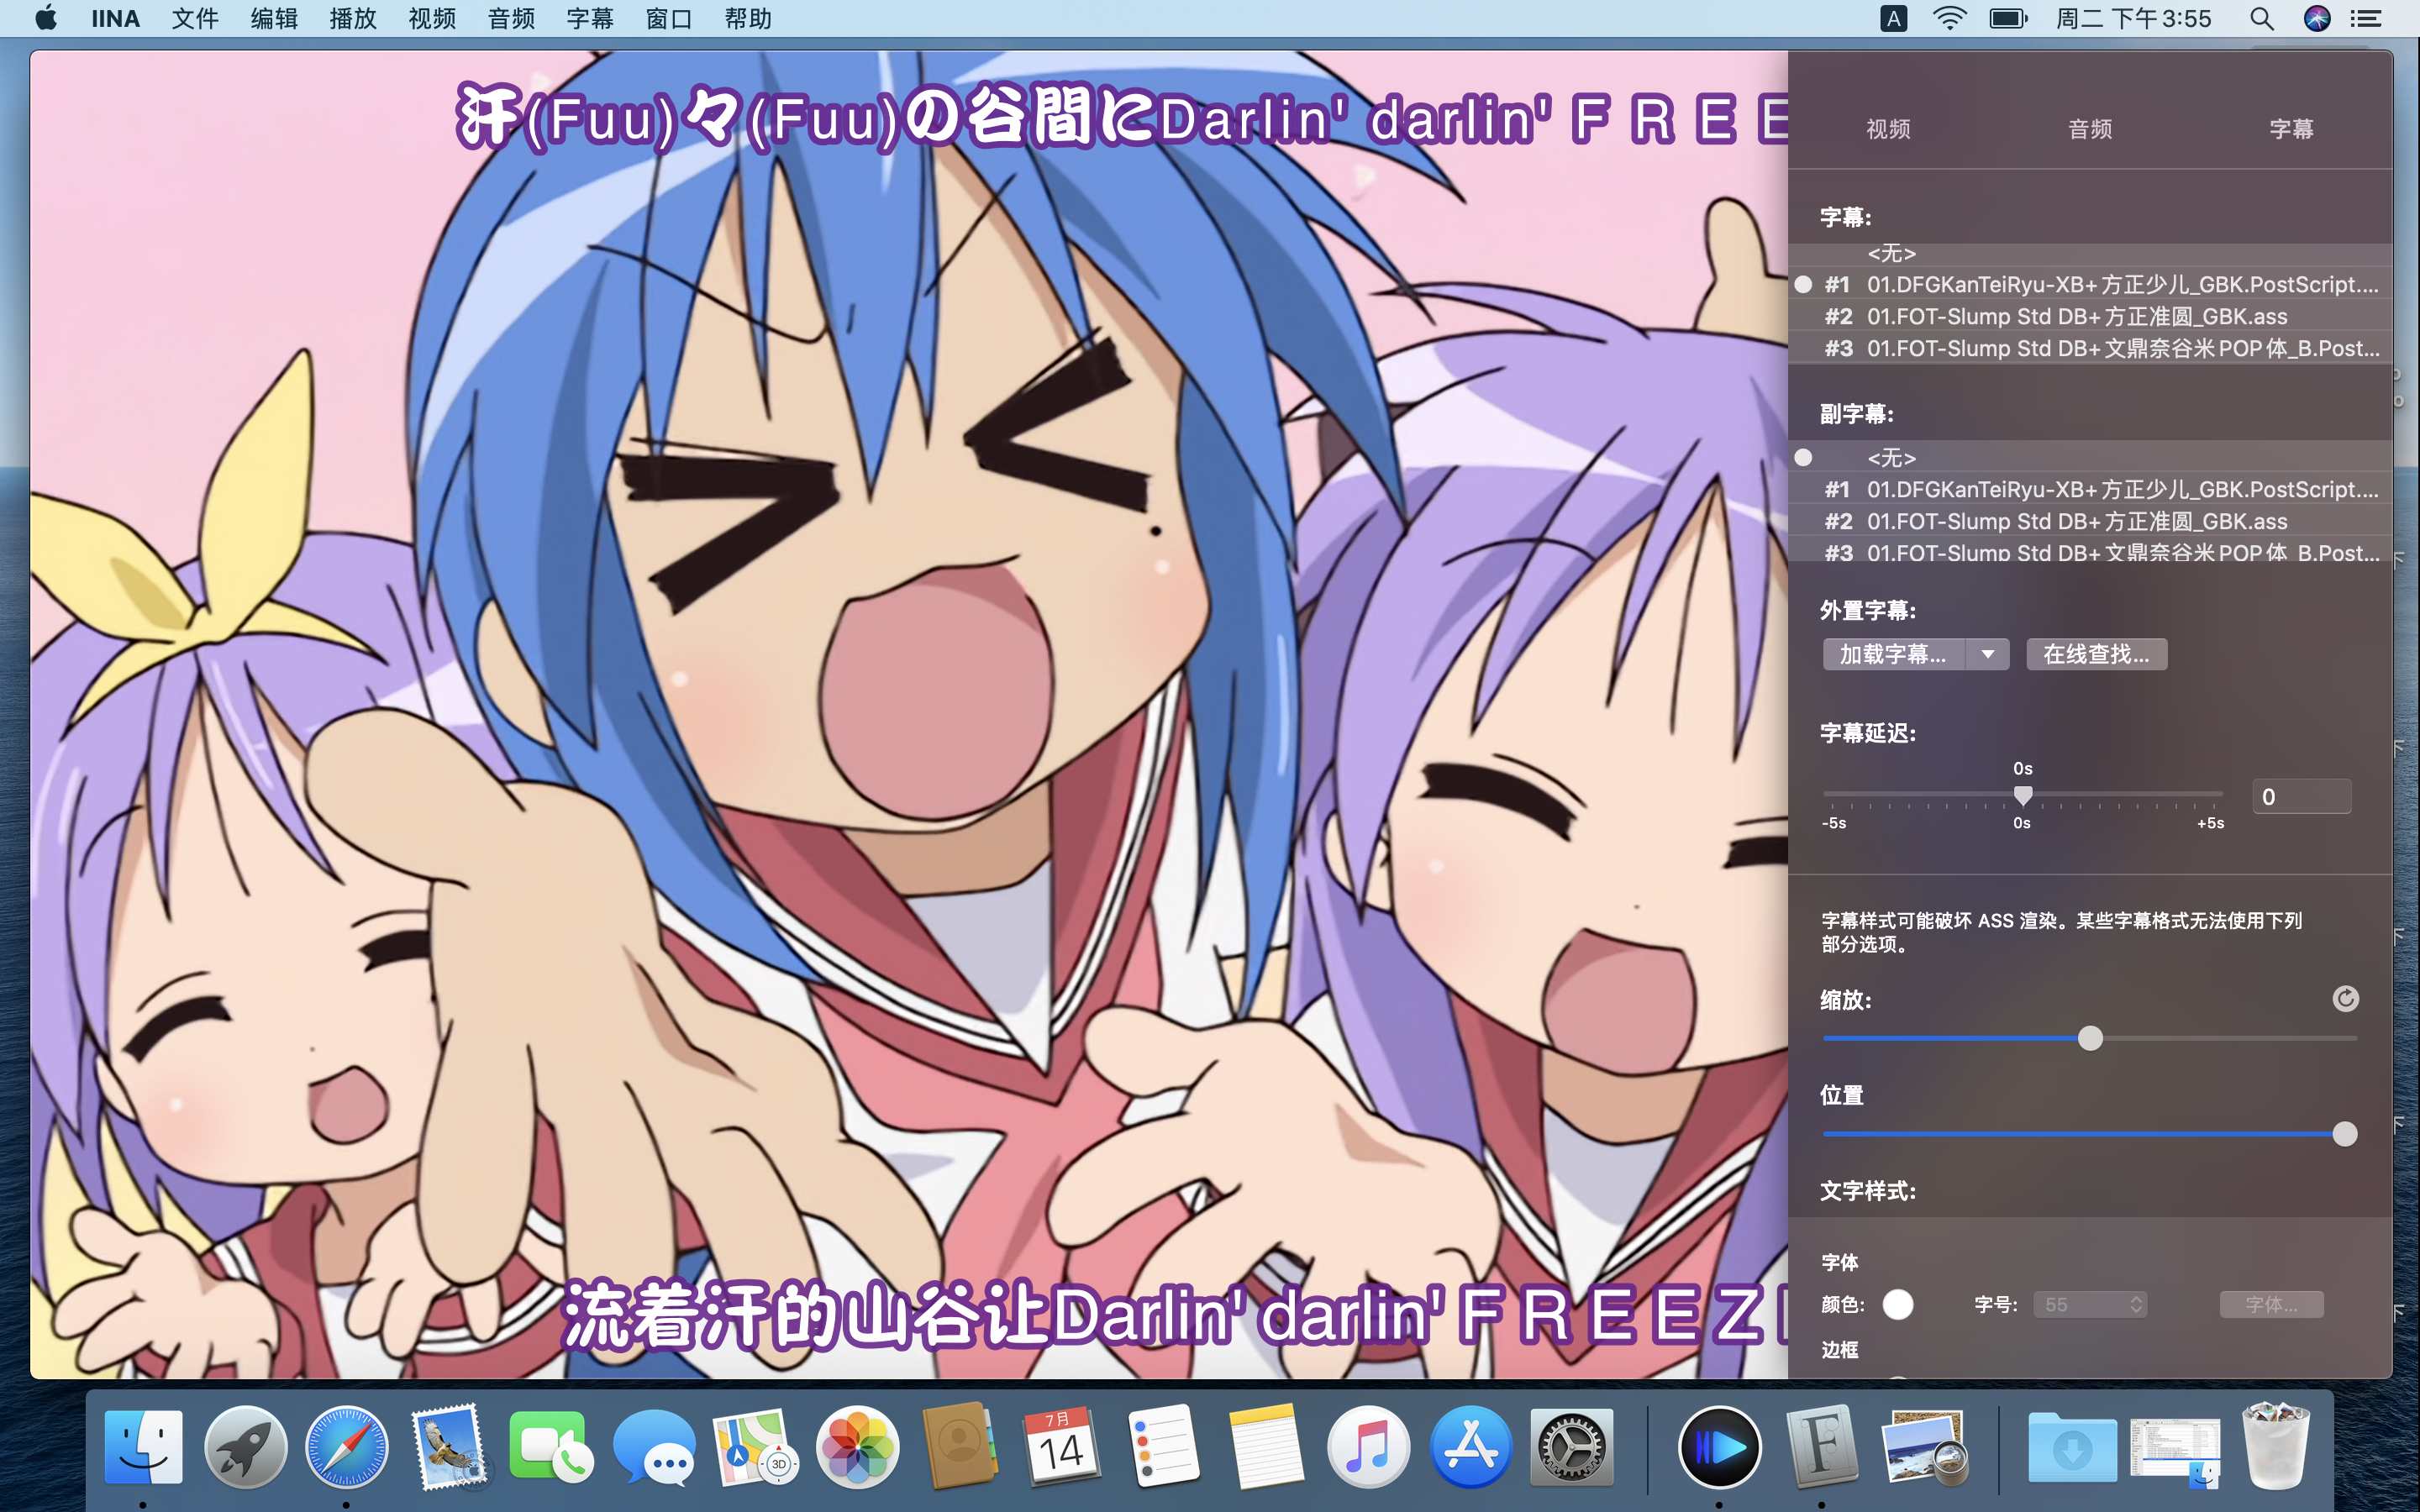 IINA 文件 编辑 播放 视频 音频 字幕 窗口 帮助 A 周二 下午3:55
汗(Fuu)々(Fuu)の谷間にDarlin' darlin' F R E E
视频 音频 字幕
字幕:
<无>
#1 01.DFGKanTeiRyu-XB+方正少儿_GBK.PostScript....
#2 01.FOT-Slump Std DB+方正准圆_GBK.ass
#3 01.FOT-Slump Std DB+文鼎奈谷米POP体_B.Post...
副字幕:
<无>
#1 01.DFGKanTeiRyu-XB+方正少儿_GBK.PostScript....
#2 01.FOT-Slump Std DB+方正准圆_GBK.ass
#3 01.FOT-Slump Std DB+文鼎奈谷米POP体_B.Post...
外置字幕:
加载字幕... 在线查找...
字幕延迟:
0s
0
-5s 0s +5s
字幕样式可能破坏 ASS 渲染。某些字幕格式无法使用下列
部分选项。
缩放:
位置
文字样式:
字体
颜色: 字号: 55 字体...
边框
流着汗的山谷让Darlin' darlin' F R E E Z
7月
14
3D
F